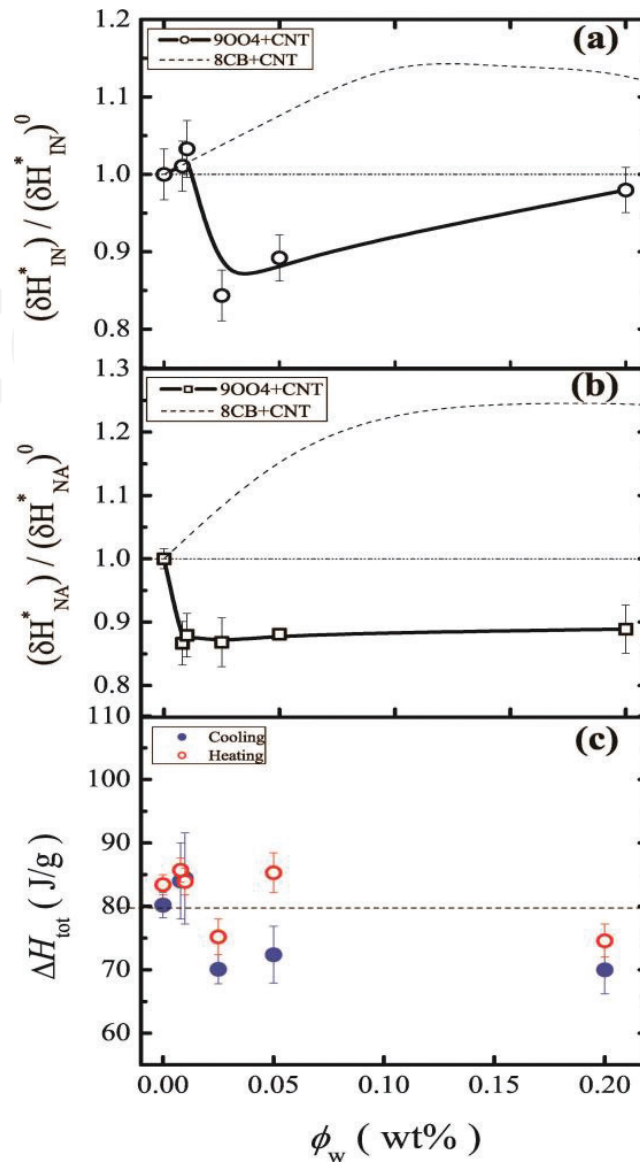 1.2
9OO4+CNT
8CB+CNT
(a)
1.1
1.0
0.9
0.8
(δH*IN) / (δH*IN)0
1.3
9OO4+CNT
8CB+CNT
(b)
1.2
1.1
1.0
0.9
0.8
(δH*NA) / (δH*NA)0
110
Cooling
Heating
(c)
100
90
80
70
60
ΔHtot ( J/g )
0.00 0.05 0.10 0.15 0.20
ϕw ( wt% )